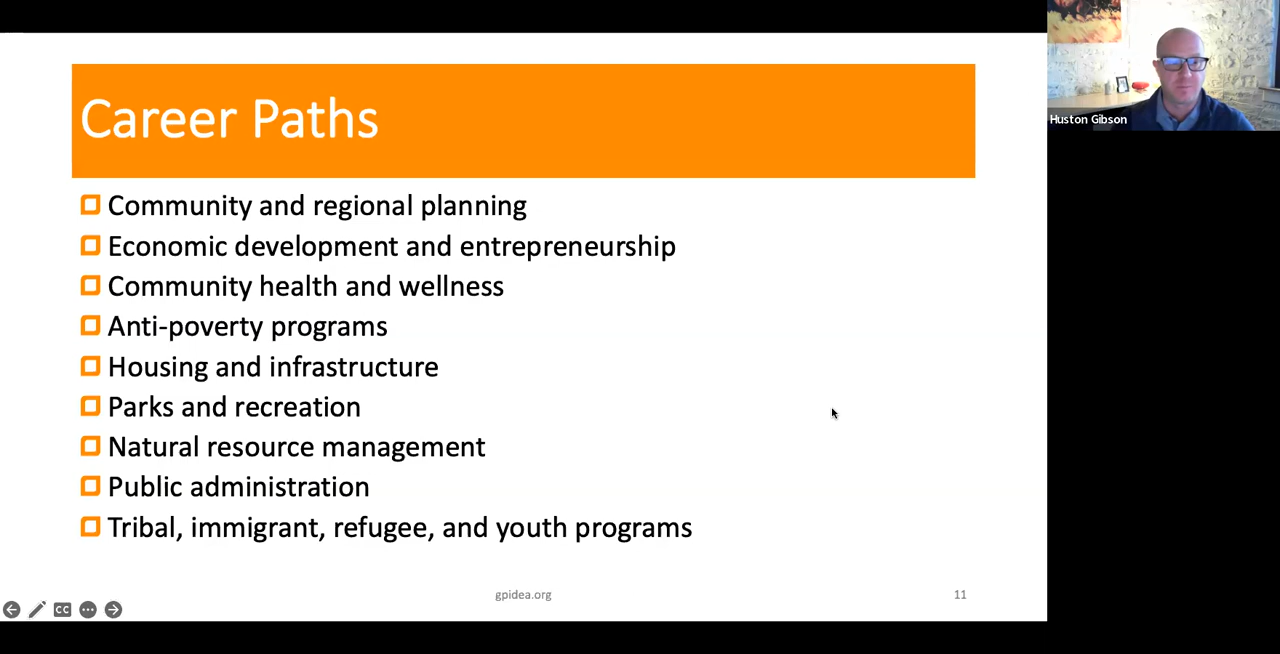 Career Paths
Community and regional planning
Economic development and entrepreneurship
Community health and wellness
Anti-poverty programs
Housing and infrastructure
Parks and recreation
Natural resource management
Public administration
Tribal, immigrant, refugee, and youth programs
gpidea.org
11
CC
Huston Gibson